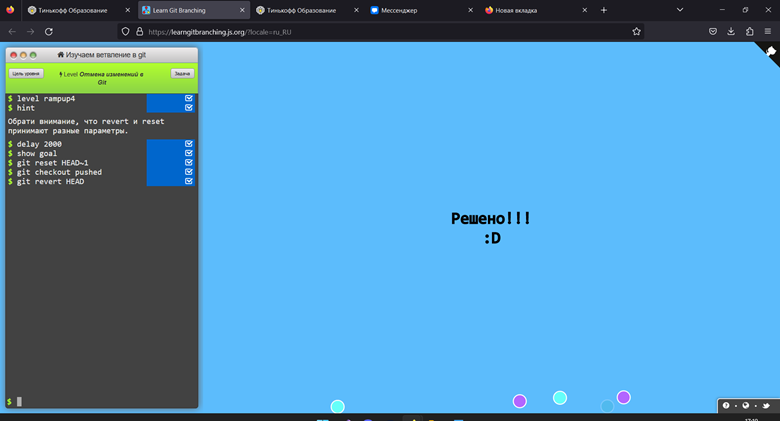 Тинькофф Образование
Learn Git Branching
Тинькофф Образование
Мессенджер
Новая вкладка
https://learngitbranching.js.org/?locale=ru_RU
Изучаем ветвление в git
Цель уровня
Level Отмена изменений в
Git
Задача
$ level rampup4
$ hint
Обрати внимание, что revert и reset
принимают разные параметры.
$ delay 2000
$ show goal
$ git reset HEAD~1
$ git checkout pushed
$ git revert HEAD
$
Решено!!!
:D